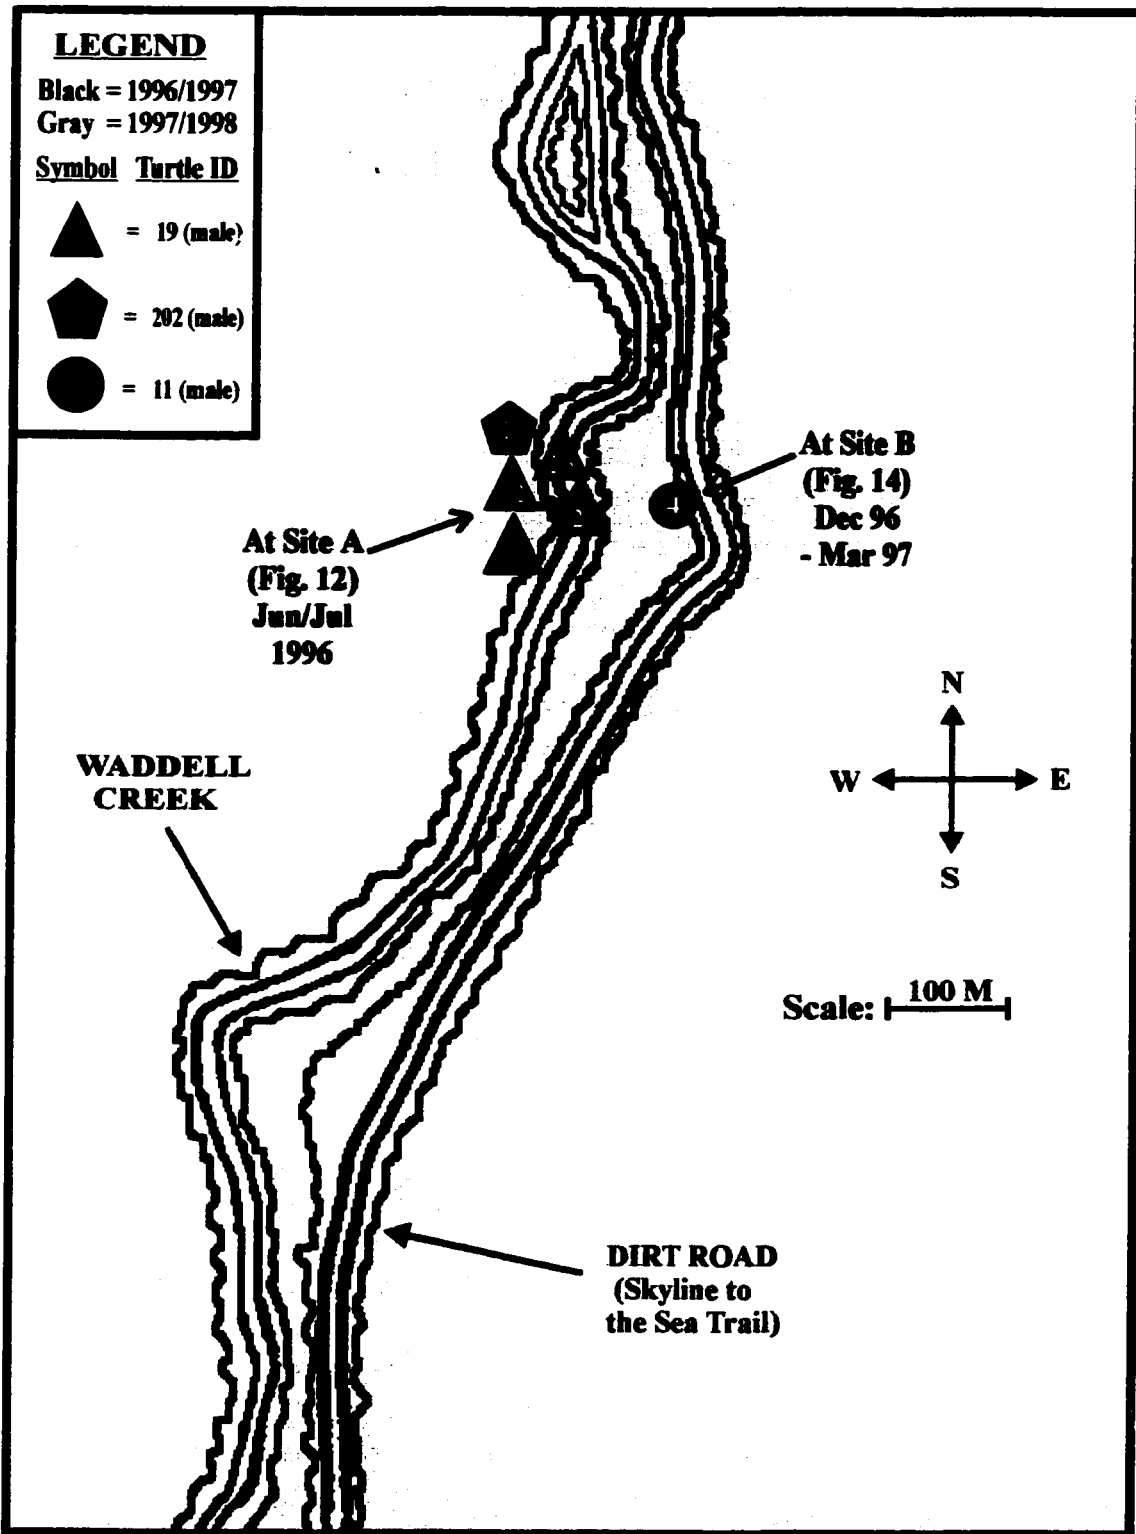 LEGEND
Black = 1996/1997
Gray = 1997/1998
Symbol Turtle ID
= 19 (male)
= 202 (male)
= 11 (male)
At Site B
(Fig. 14)
Dec 96
- Mar 97
At Site A
(Fig. 12)
Jun/Jul
1996
WADDELL
CREEK
N
W E
S
Scale: 100 M
DIRT ROAD
(Skyline to
the Sea Trail)